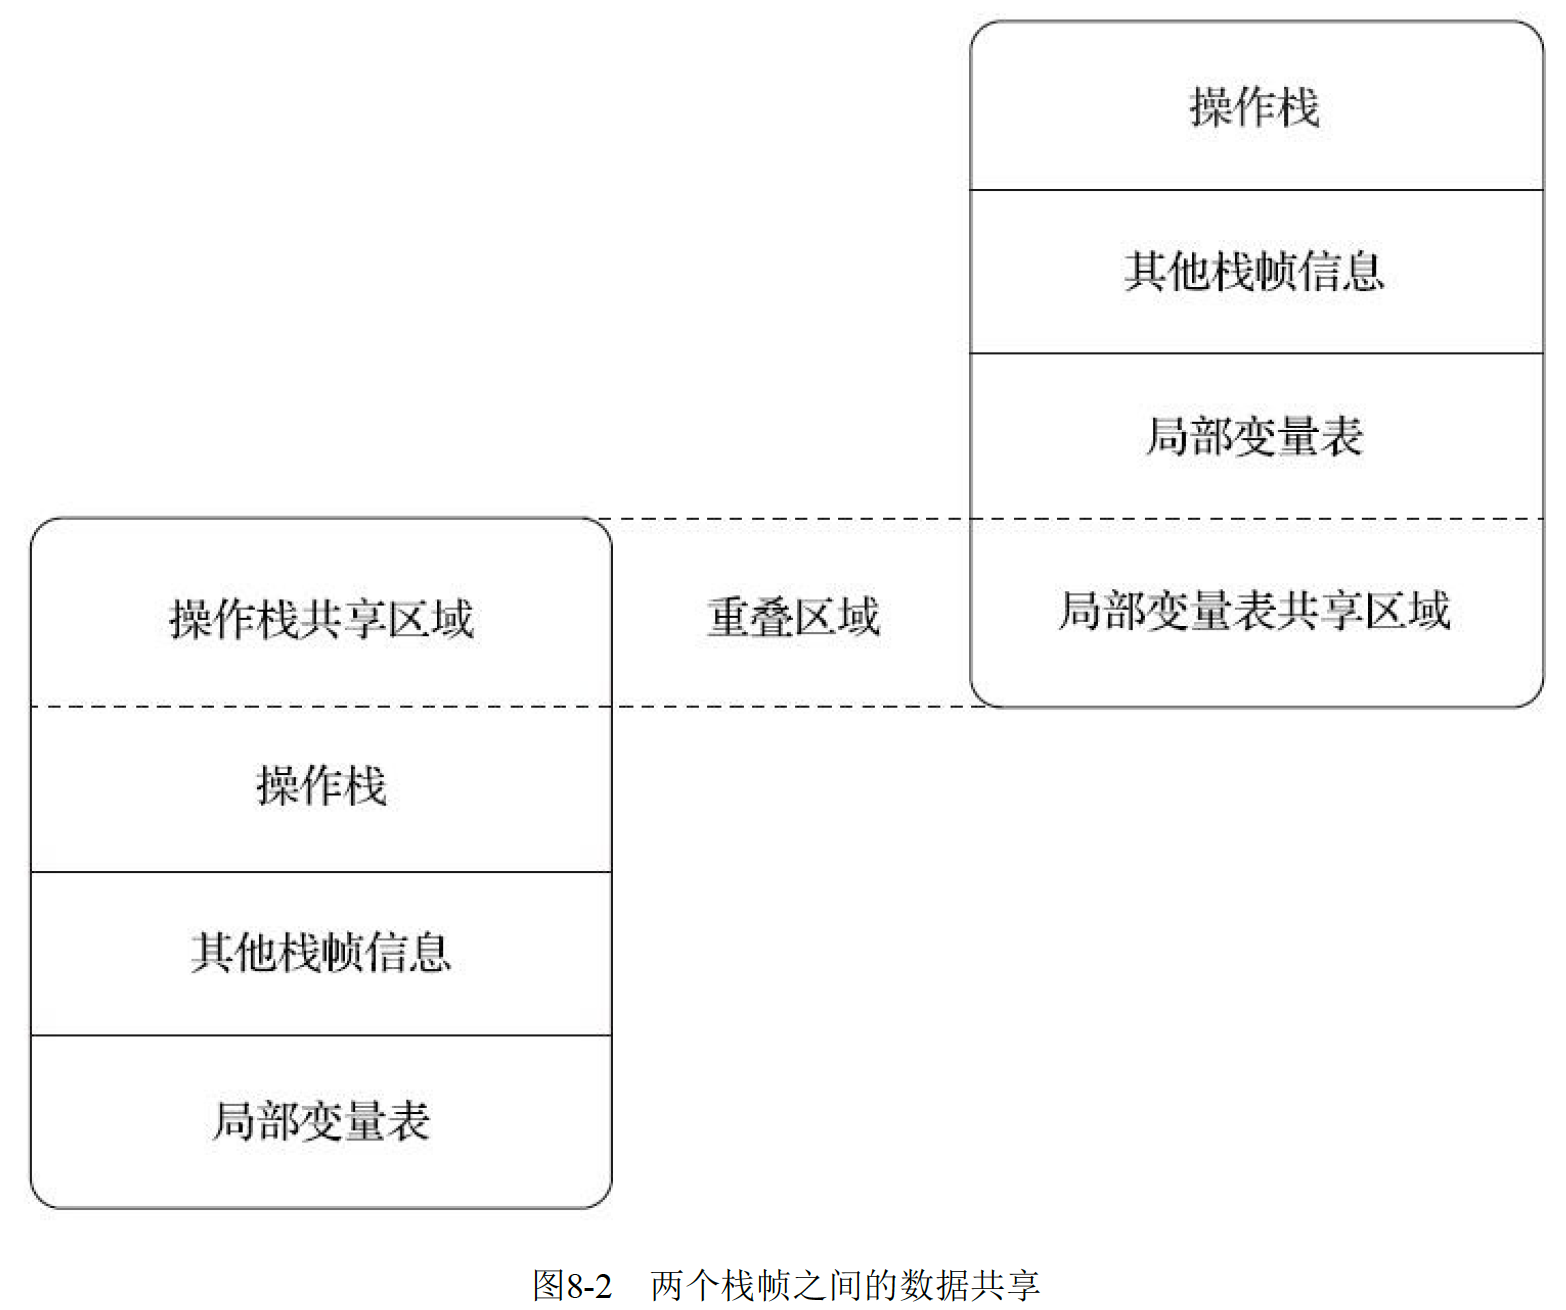 操作栈
其他栈帧信息
局部变量表
局部变量表共享区域
重叠区域
操作栈共享区域
操作栈
其他栈帧信息
局部变量表
图8-2 两个栈帧之间的数据共享